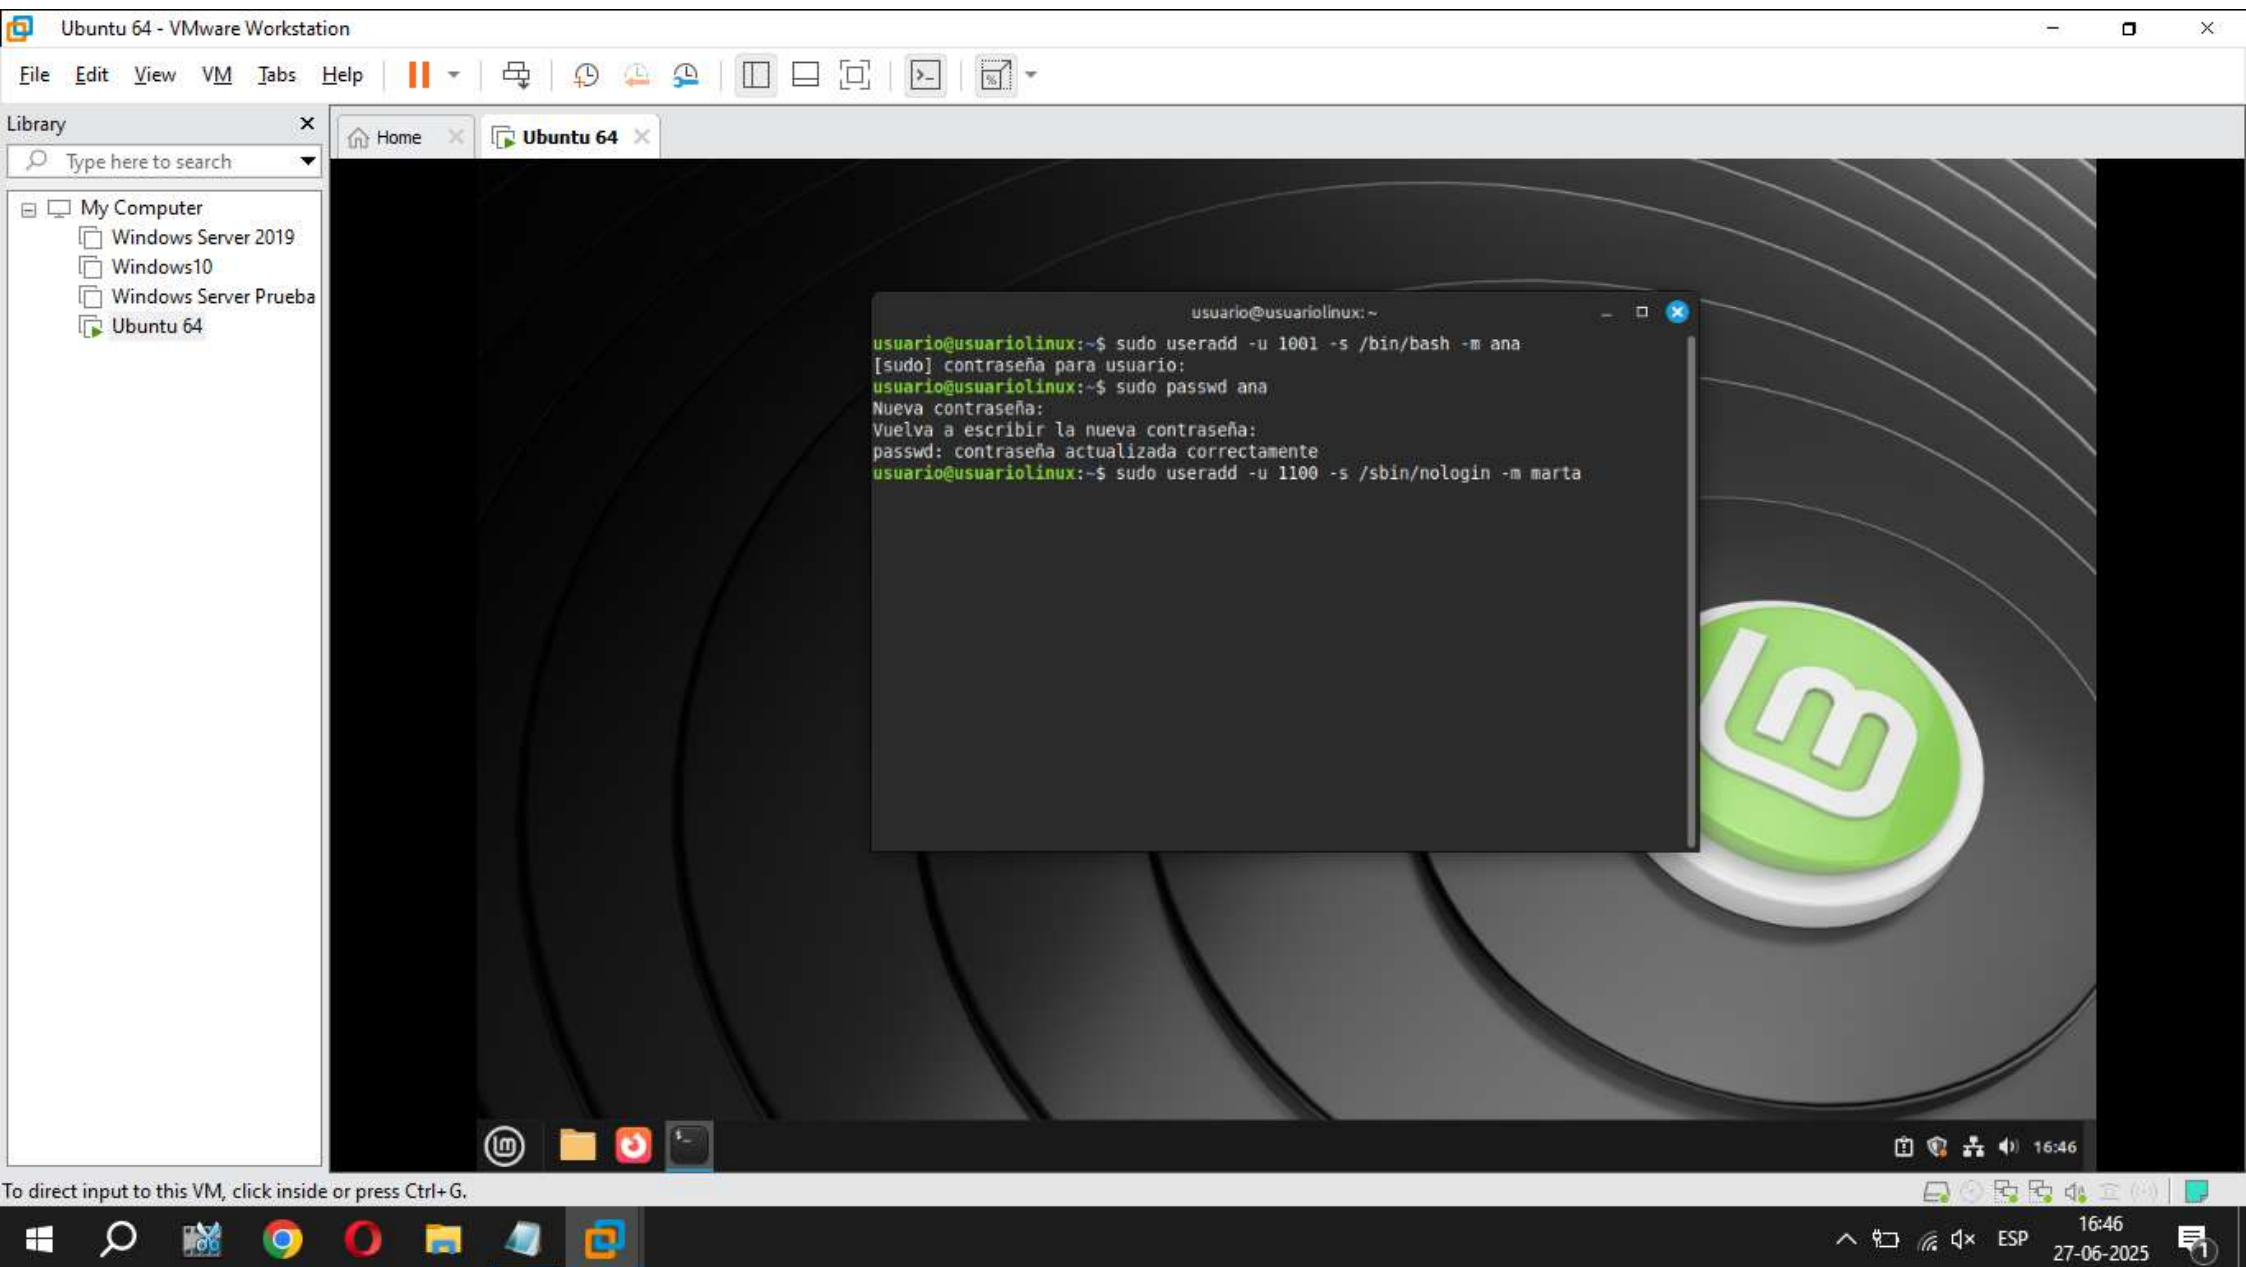 Ubuntu 64 - VMware Workstation
File Edit View VM Tabs Help
Library
Home
Ubuntu 64
Type here to search
My Computer
Windows Server 2019
Windows10
Windows Server Prueba
Ubuntu 64
usuario@usuariolinux: ~
usuario@usuariolinux:~$ sudo useradd -u 1001 -s /bin/bash -m ana
[sudo] contraseña para usuario:
usuario@usuariolinux:~$ sudo passwd ana
Nueva contraseña:
Vuelva a escribir la nueva contraseña:
passwd: contraseña actualizada correctamente
usuario@usuariolinux:~$ sudo useradd -u 1100 -s /sbin/nologin -m marta
16:46
To direct input to this VM, click inside or press Ctrl+G.
ESP
16:46
27-06-2025
1